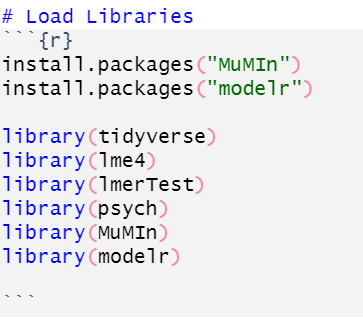 # Load Libraries
```{r}
install.packages("MuMIn")
install.packages("modelr")
library(tidyverse)
library(lme4)
library(lmerTest)
library(psych)
library(MuMIn)
library(modelr)
```